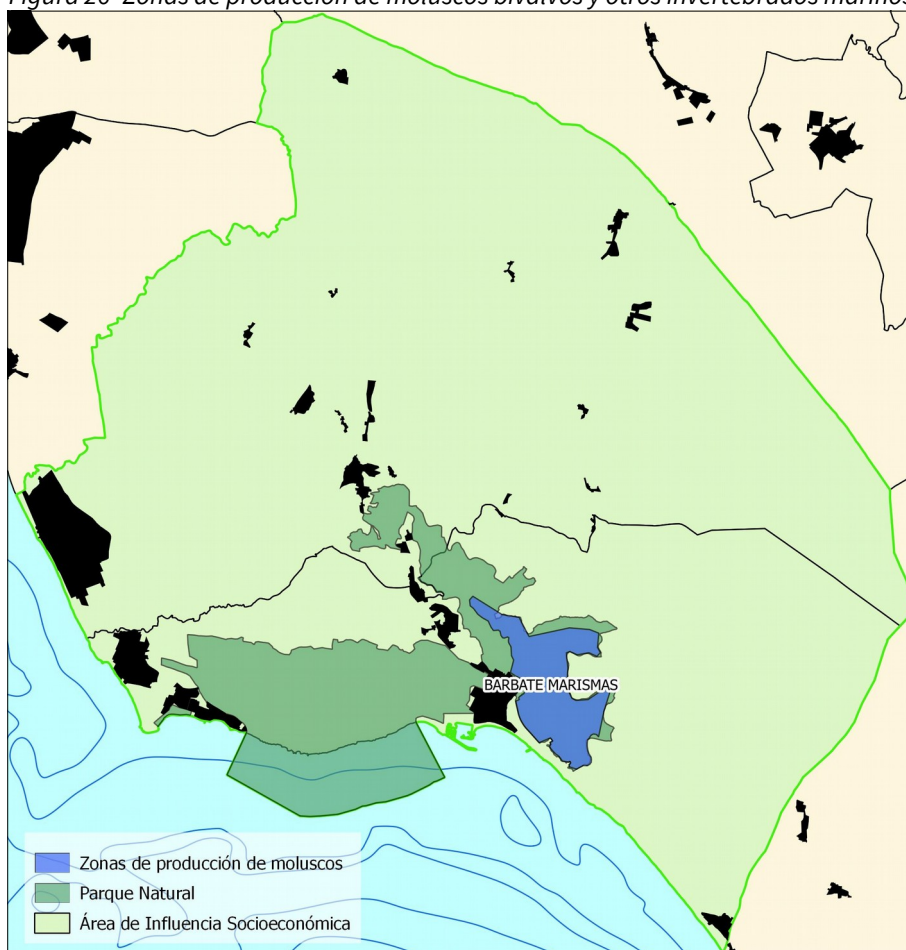 Figura 20 Zonas de producción de moluscos bivalvos y otros invertebrados marinos
BARBATE MARISMAS
Zonas de producción de moluscos
Parque Natural
Área de Influencia Socioeconómica